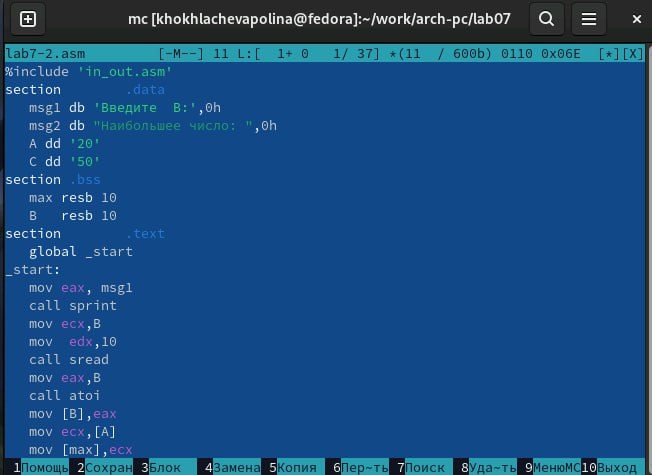 mc [khokhlachevapolina@fedora]:~/work/arch-pc/lab07
lab7-2.asm [-M--] 11 L:[ 1+ 0 1/ 37] *(11 / 600b) 0110 0x06E [*][X]
%include 'in_out.asm'
section .data
msg1 db 'Введите B:',0h
msg2 db "Наибольшее число: ",0h
A dd '20'
C dd '50'
section .bss
max resb 10
B resb 10
section .text
global _start
_start:
mov eax, msg1
call sprint
mov ecx,B
mov edx,10
call sread
mov eax,B
call atoi
mov [B],eax
mov ecx,[A]
mov [max],ecx
1Помощь 2Сохран 3Блок 4Замена 5Копия 6Пер~ть 7Поиск 8Уда~ть 9МенюMC 10Выход